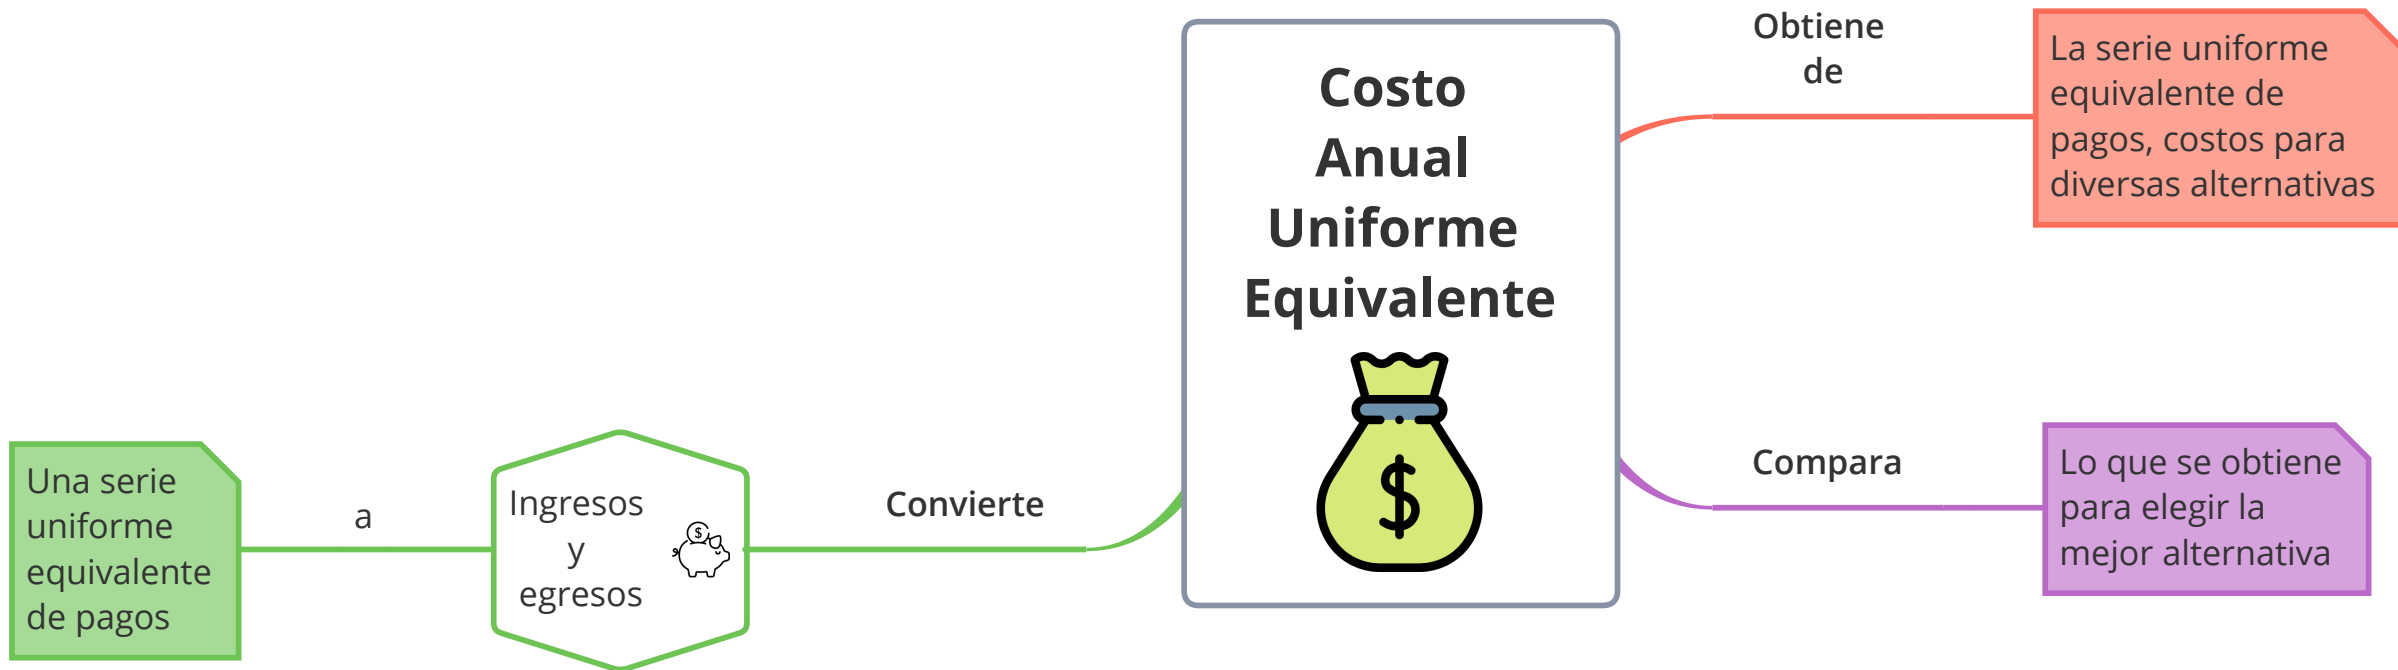 Costo
Anual
Uniforme
Equivalente
$
Obtiene
de
La serie uniforme
equivalente de
pagos, costos para
diversas alternativas
Compara
Lo que se obtiene
para elegir la
mejor alternativa
Convierte
Ingresos
y
egresos
$
a
Una serie
uniforme
equivalente
de pagos